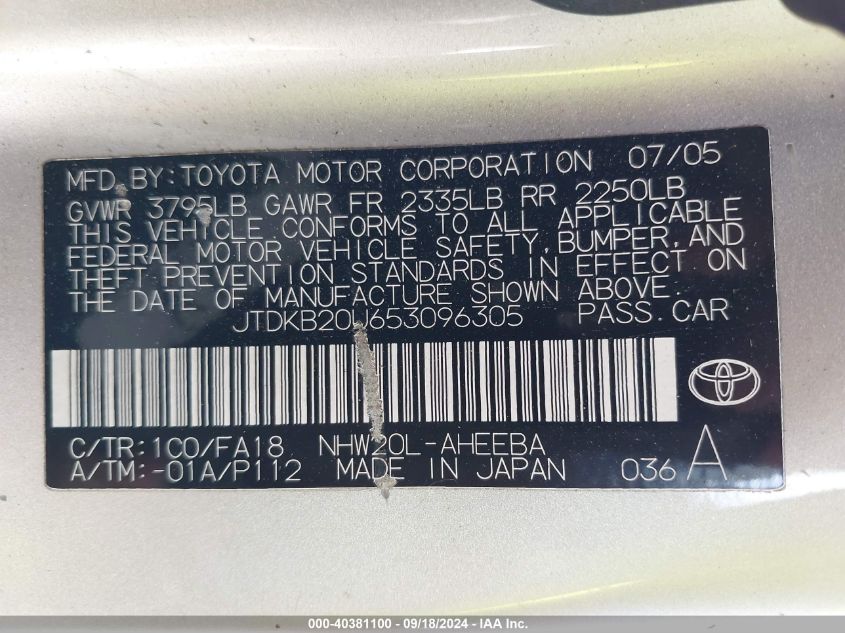 MFD. BY: TOYOTA MOTOR CORPORATION 07/05
GVWR 3795LB GAWR FR 2335LB RR 2250LB
THIS VEHICLE CONFORMS TO ALL APPLICABLE
FEDERAL MOTOR VEHICLE SAFETY, BUMPER, AND
THEFT PREVENTION STANDARDS IN EFFECT ON
THE DATE OF MANUFACTURE SHOWN ABOVE.
JTDKB20U653096305 PASS. CAR
C/TR: 1C0/FA18 NHW20L-AHEEBA
A/TM: -01A/P112 MADE IN JAPAN 036 A
000-40381100 - 09/18/2024 - IAA Inc.